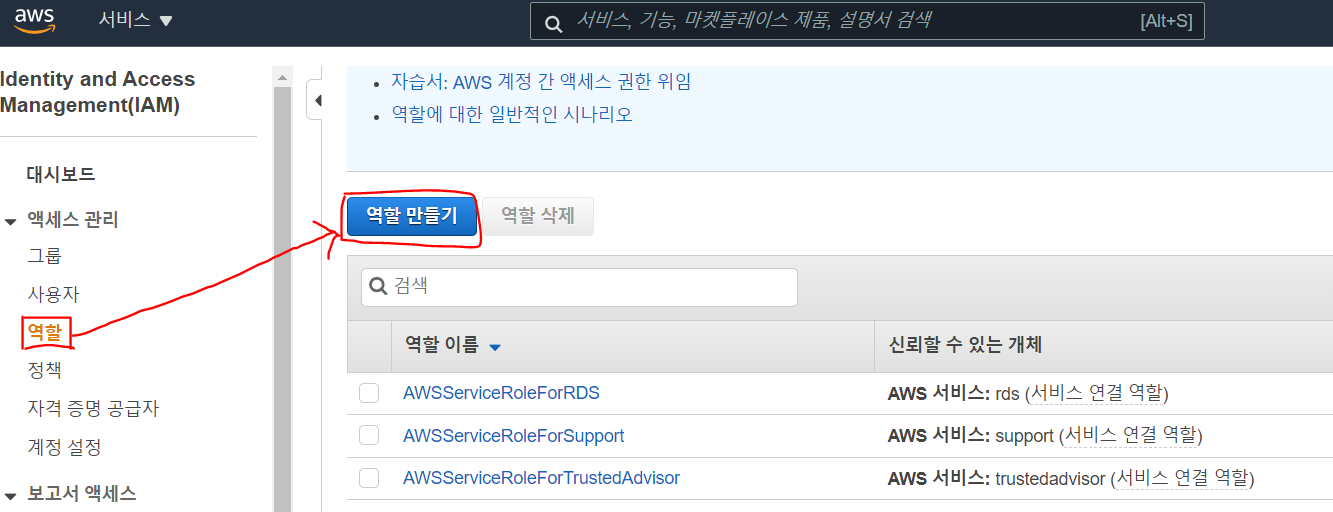 aws
서비스
서비스, 기능, 마켓플레이스 제품, 설명서 검색
[Alt+S]
Identity and Access
Management(IAM)
대시보드
액세스 관리
그룹
사용자
역할
정책
자격 증명 공급자
계정 설정
보고서 액세스
자습서: AWS 계정 간 액세스 권한 위임
역할에 대한 일반적인 시나리오
역할 만들기 역할 삭제
검색
역할 이름 신뢰할 수 있는 개체
AWSServiceRoleForRDS AWS 서비스: rds (서비스 연결 역할)
AWSServiceRoleForSupport AWS 서비스: support (서비스 연결 역할)
AWSServiceRoleForTrustedAdvisor AWS 서비스: trustedadvisor (서비스 연결 역할)